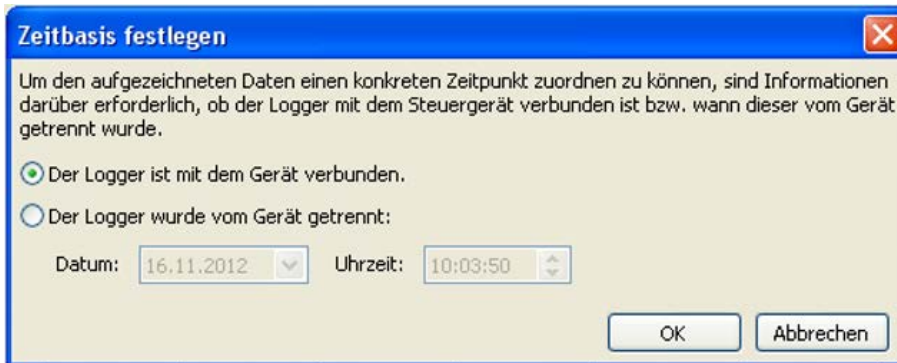 Zeitbasis festlegen
Um den aufgezeichneten Daten einen konkreten Zeitpunkt zuordnen zu können, sind Informationen
darüber erforderlich, ob der Logger mit dem Steuergerät verbunden ist bzw. wann dieser vom Gerät
getrennt wurde.
Der Logger ist mit dem Gerät verbunden.
Der Logger wurde vom Gerät getrennt:
Datum: 16.11.2012 Uhrzeit: 10:03:50
OK Abbrechen